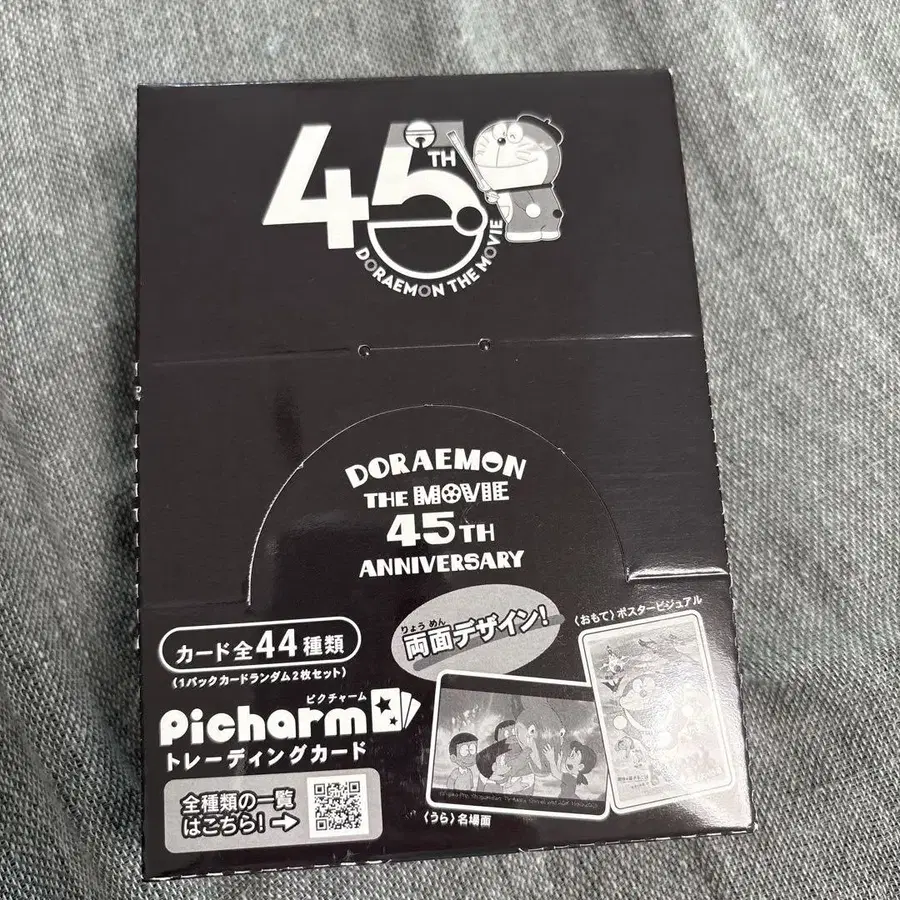 45TH
DORAEMON THE MOVIE
DORAEMON
THE MOVIE
45TH
ANNIVERSARY
りょうめん
両面デザイン!
〈おもて〉ポスタービジュアル
カード全44種類
(1パックカードランダム2枚セット)
ピクチャーム
Picharm
トレーディングカード
全種類の一覧
はこちら!→
〈うら〉名場面